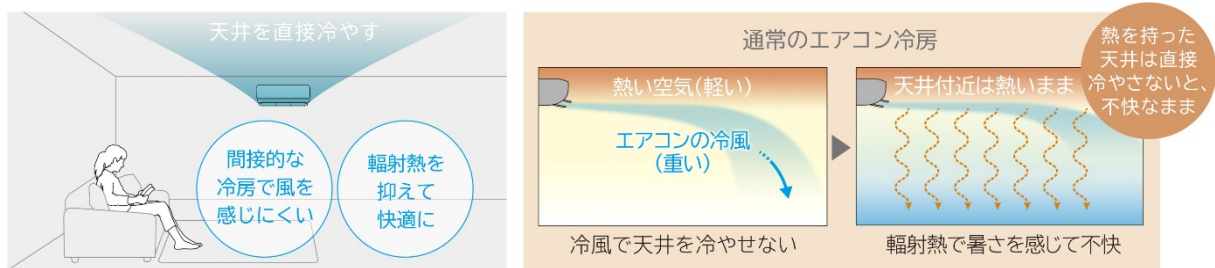 天井を直接冷やす
間接的な
冷房で風を
感じにくい
輻射熱を
抑えて
快適に
通常のエアコン冷房
熱を持った
天井は直接
冷やさないと、
不快なまま
熱い空気(軽い)
エアコンの冷風
(重い)
冷風で天井を冷やせない
天井付近は熱いまま
輻射熱で暑さを感じて不快